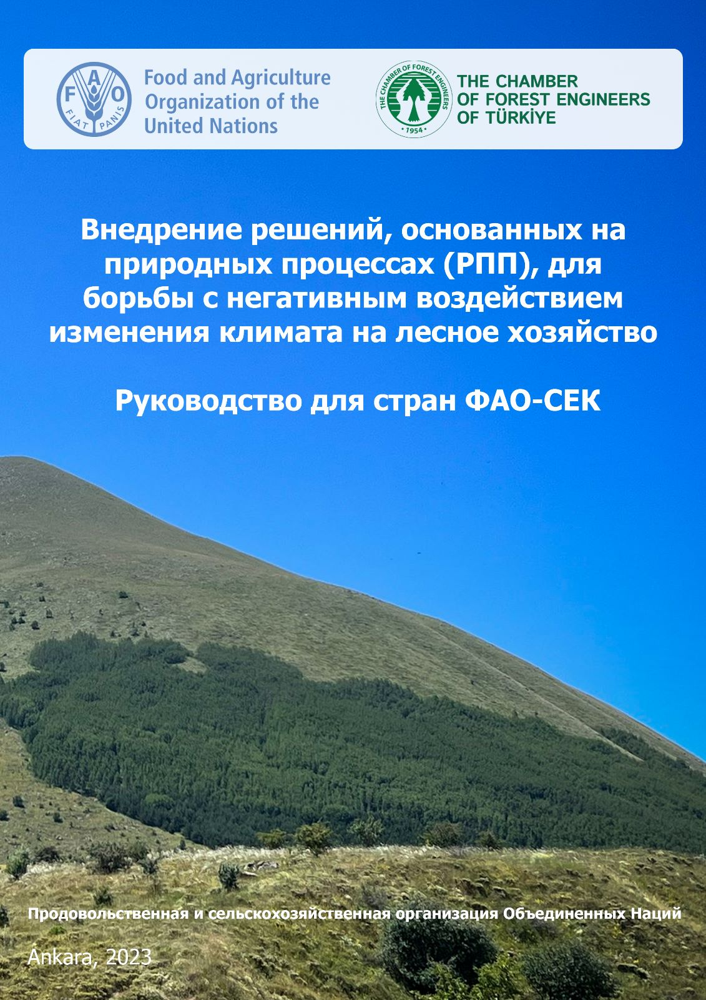 FAO
FIAT PANIS
Food and Agriculture
Organization of the
United Nations
THE CHAMBER OF FOREST ENGINEERS
• 1954 •
THE CHAMBER
OF FOREST ENGINEERS
OF TÜRKİYE
Внедрение решений, основанных на
природных процессах (РПП), для
борьбы с негативным воздействием
изменения климата на лесное хозяйство
Руководство для стран ФАО-СЕК
Продовольственная и сельскохозяйственная организация Объединенных Наций
Ankara, 2023